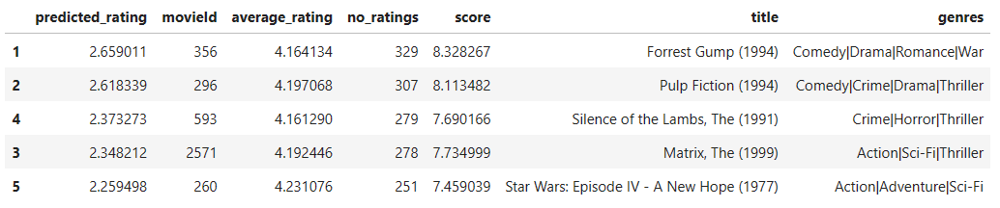 predicted_rating movieId average_rating no_ratings score title genres
1 2.659011 356 4.164134 329 8.328267 Forrest Gump (1994) Comedy|Drama|Romance|War
2 2.618339 296 4.197068 307 8.113482 Pulp Fiction (1994) Comedy|Crime|Drama|Thriller
4 2.373273 593 4.161290 279 7.690166 Silence of the Lambs, The (1991) Crime|Horror|Thriller
3 2.348212 2571 4.192446 278 7.734999 Matrix, The (1999) Action|Sci-Fi|Thriller
5 2.259498 260 4.231076 251 7.459039 Star Wars: Episode IV - A New Hope (1977) Action|Adventure|Sci-Fi